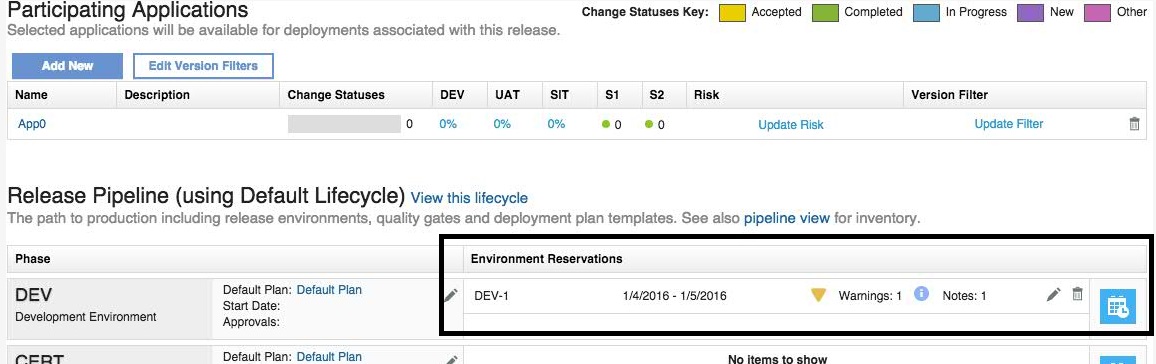 Participating Applications
Change Statuses Key: Accepted Completed In Progress New Other
Selected applications will be available for deployments associated with this release.
Add New Edit Version Filters
Name Description Change Statuses DEV UAT SIT S1 S2 Risk Version Filter
App0 0 0% 0% 0% 0 0 Update Risk Update Filter
Release Pipeline (using Default Lifecycle) View this lifecycle
The path to production including release environments, quality gates and deployment plan templates. See also pipeline view for inventory.
Phase Environment Reservations
DEV
Development Environment
Default Plan: Default Plan
Start Date:
Approvals:
DEV-1 1/4/2016 - 1/5/2016 Warnings: 1 Notes: 1
CERT
Default Plan: Default Plan
No items to show